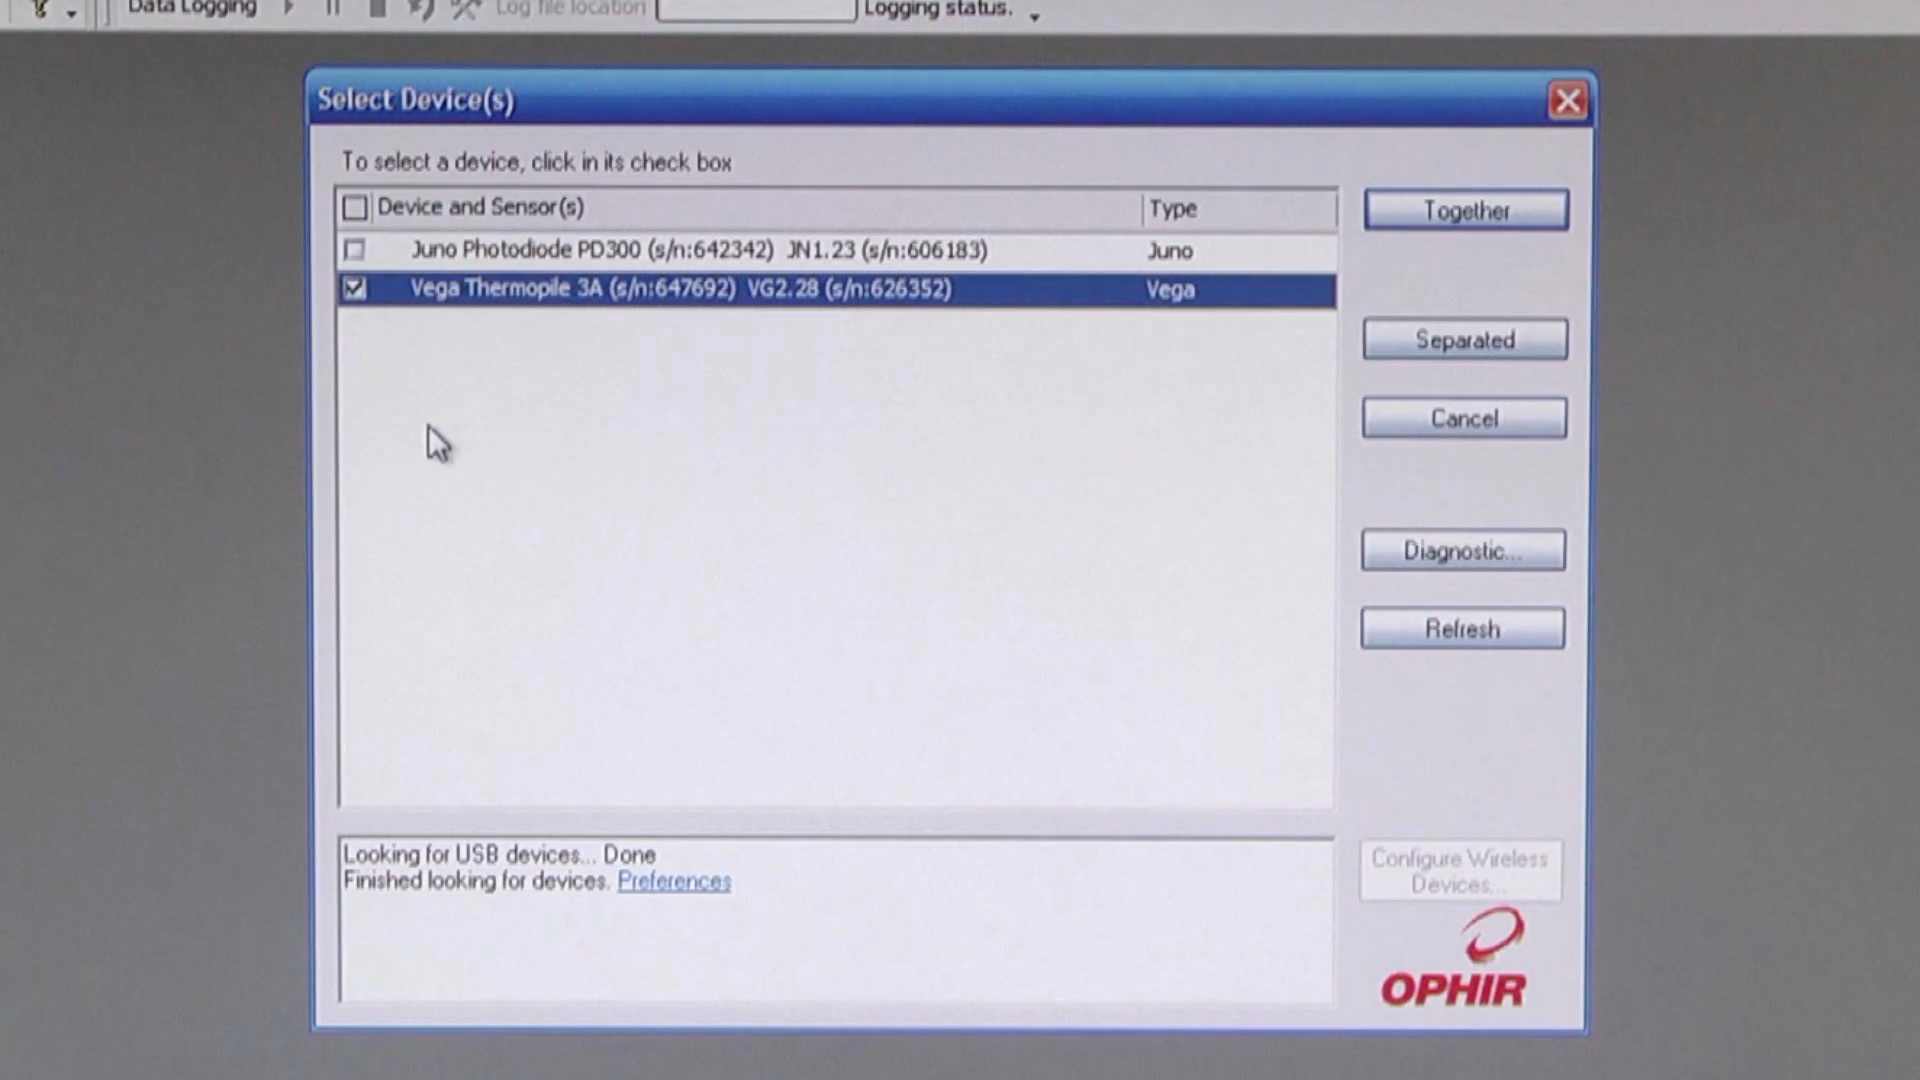 Data Logging Log file location Logging status.
Select Device(s)
To select a device, click in its check box
Device and Sensor(s) Type
Juno Photodiode PD300 (s/n:642342) JN1.23 (s/n:606183) Juno
Vega Thermopile 3A (s/n:647692) VG2.28 (s/n:626352) Vega
Together
Separated
Cancel
Diagnostic...
Refresh
Looking for USB devices... Done
Finished looking for devices. Preferences
Configure Wireless
Devices...
OPHIR